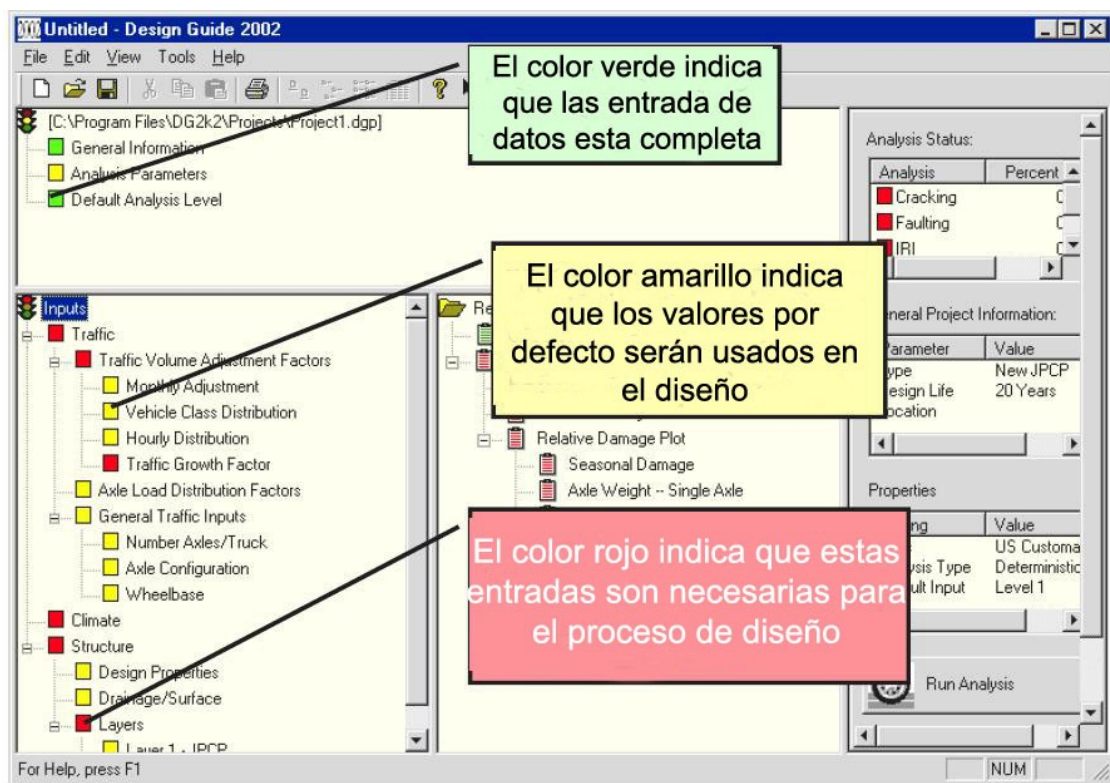 Untitled - Design Guide 2002
File Edit View Tools Help
El color verde indica
que las entrada de
datos esta completa
[C:\Program Files\DG2k2\Projects\Project1.dgp]
General Information
Analysis Parameters
Default Analysis Level
Analysis Status:
Analysis Percent
Cracking
Faulting
IRI
El color amarillo indica
que los valores por
defecto serán usados en
el diseño
Inputs
Traffic
Traffic Volume Adjustment Factors
Monthly Adjustment
Vehicle Class Distribution
Hourly Distribution
Traffic Growth Factor
Axle Load Distribution Factors
General Traffic Inputs
Number Axles/Truck
Axle Configuration
Wheelbase
Climate
Structure
Design Properties
Drainage/Surface
Layers
Layer 1 - JPCP
Relative Damage Plot
Seasonal Damage
Axle Weight -- Single Axle
El color rojo indica que estas
entradas son necesarias para
el proceso de diseño
Information:
Value
New JPCP
20 Years
Properties
Value
US Customa
Deterministic
Input Level 1
Run Analysis
For Help, press F1
NUM